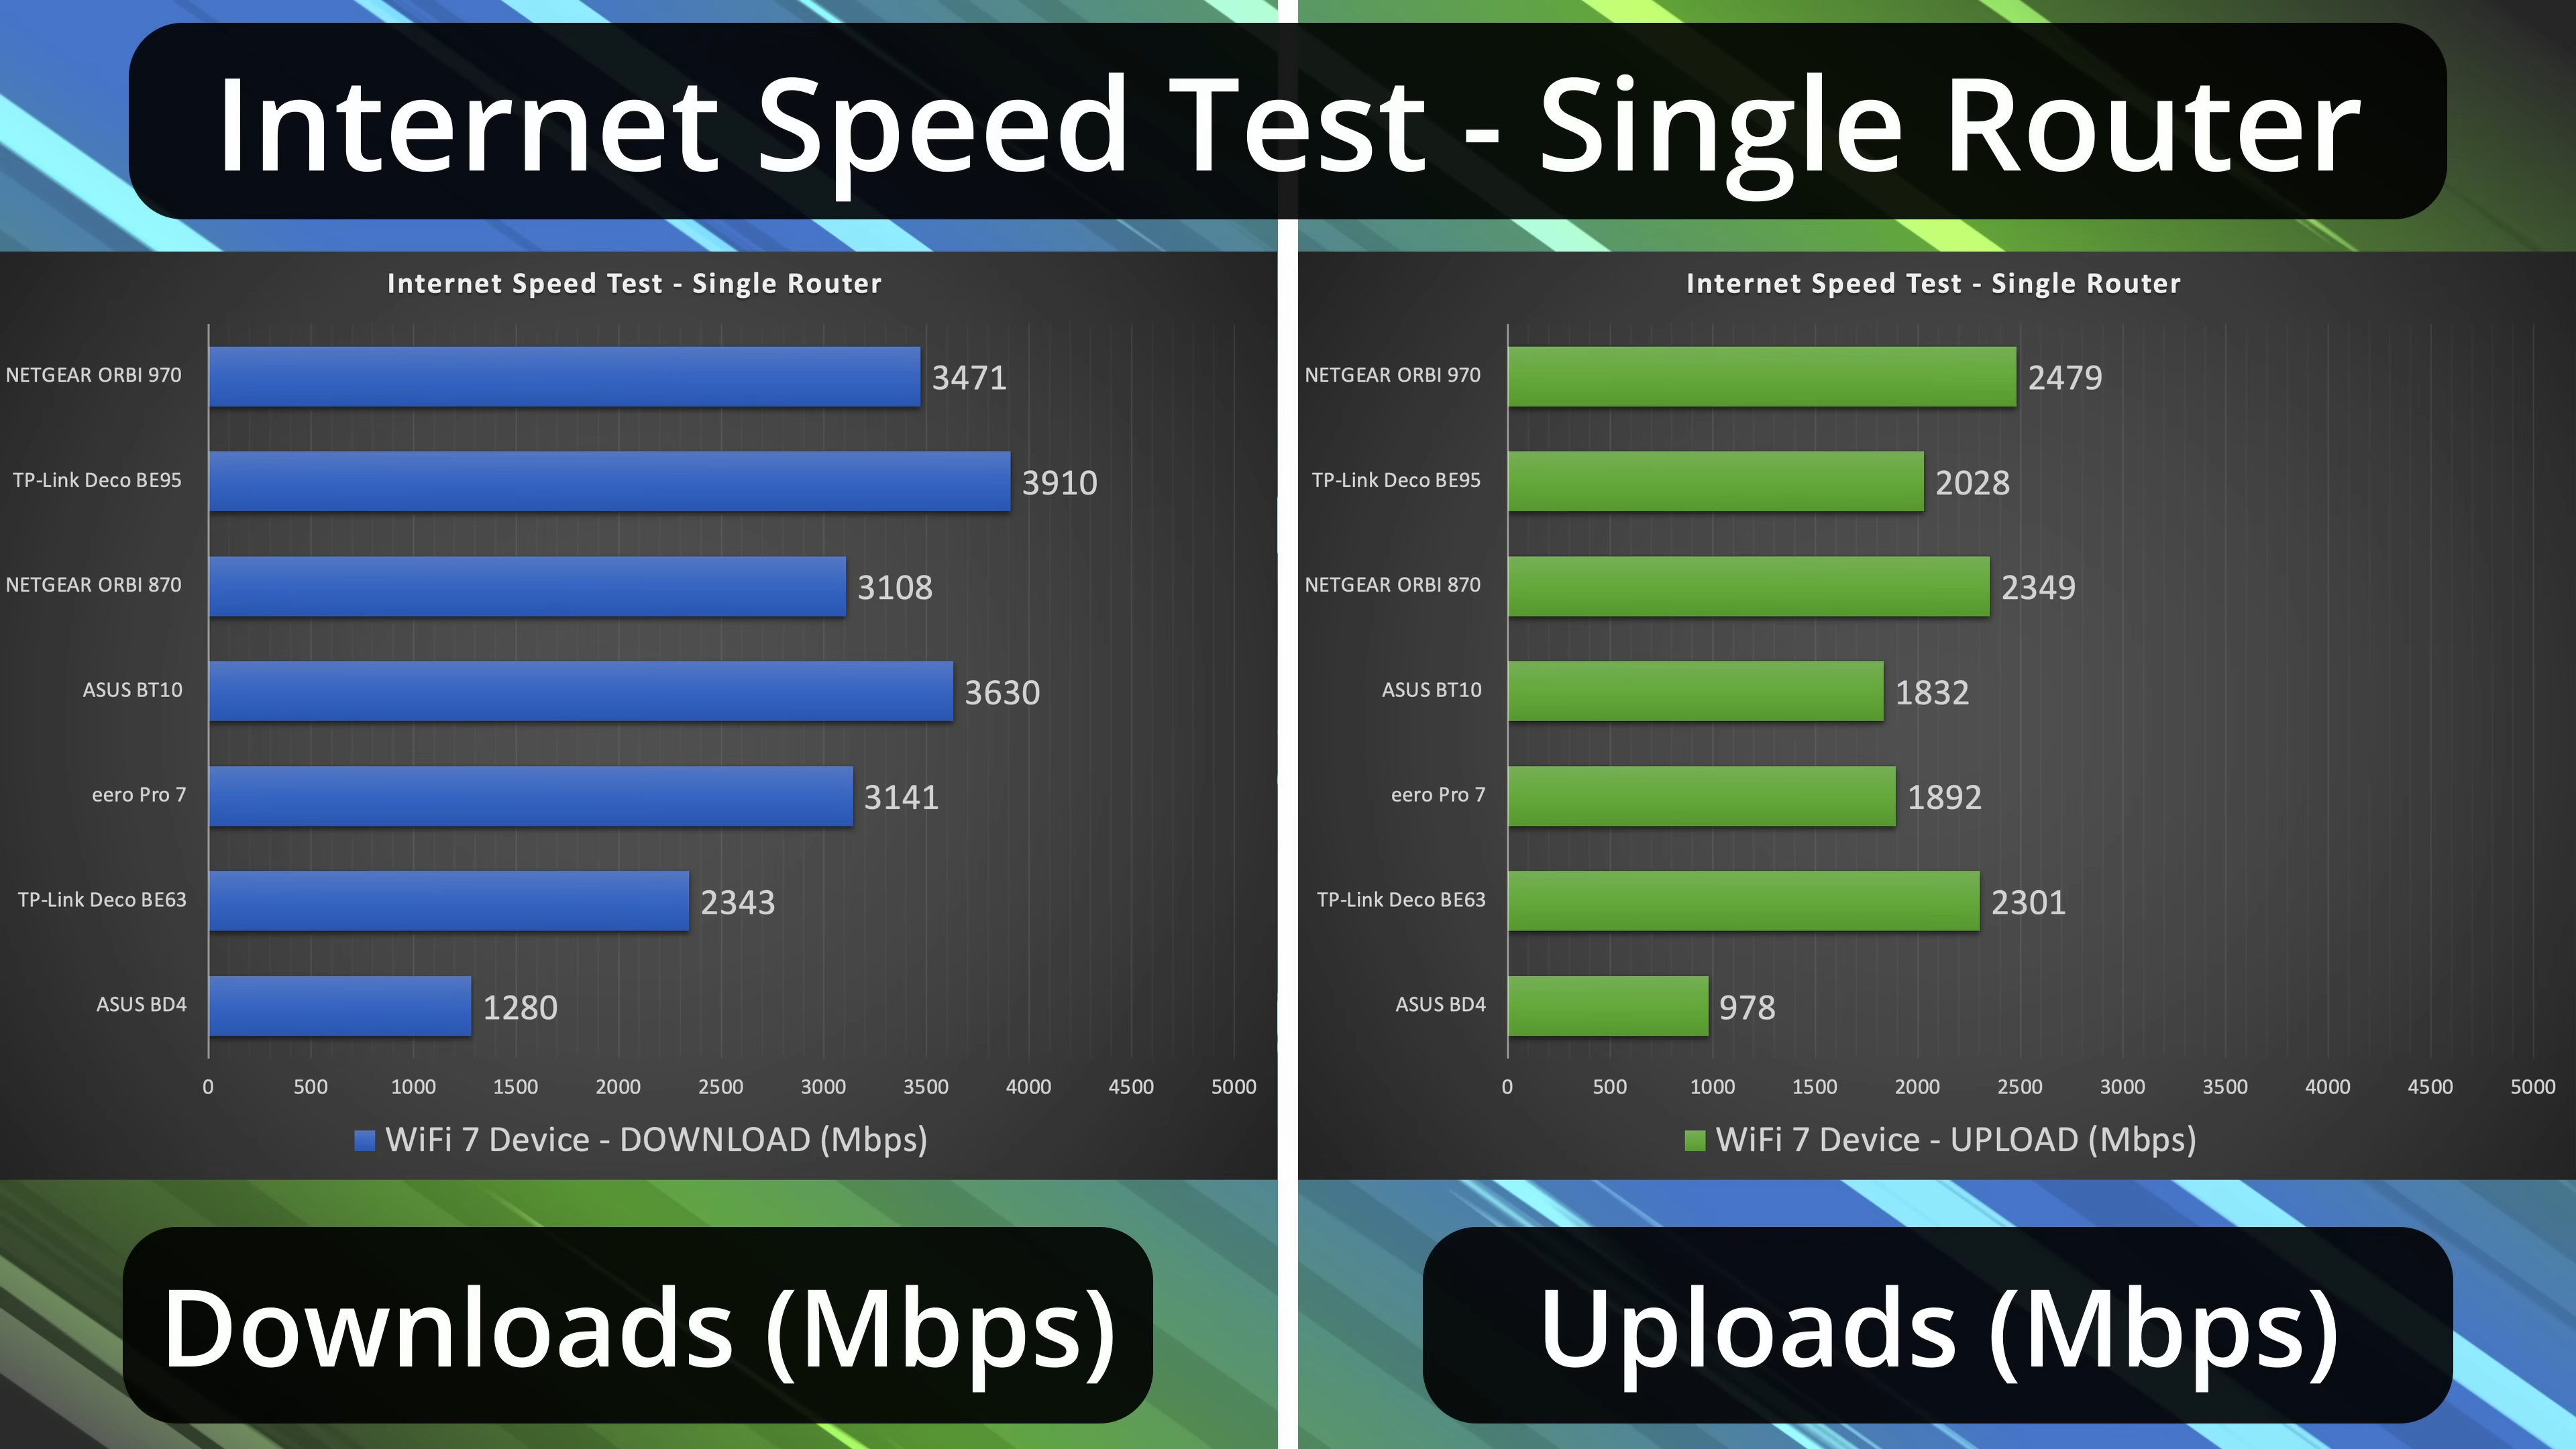 Internet Speed Test - Single Router
Internet Speed Test - Single Router
NETGEAR ORBI 970
3471
TP-Link Deco BE95
3910
NETGEAR ORBI 870
3108
ASUS BT10
3630
eero Pro 7
3141
TP-Link Deco BE63
2343
ASUS BD4
1280
0 500 1000 1500 2000 2500 3000 3500 4000 4500 5000
WiFi 7 Device - DOWNLOAD (Mbps)
Downloads (Mbps)
Internet Speed Test - Single Router
NETGEAR ORBI 970
2479
TP-Link Deco BE95
2028
NETGEAR ORBI 870
2349
ASUS BT10
1832
eero Pro 7
1892
TP-Link Deco BE63
2301
ASUS BD4
978
0 500 1000 1500 2000 2500 3000 3500 4000 4500 5000
WiFi 7 Device - UPLOAD (Mbps)
Uploads (Mbps)